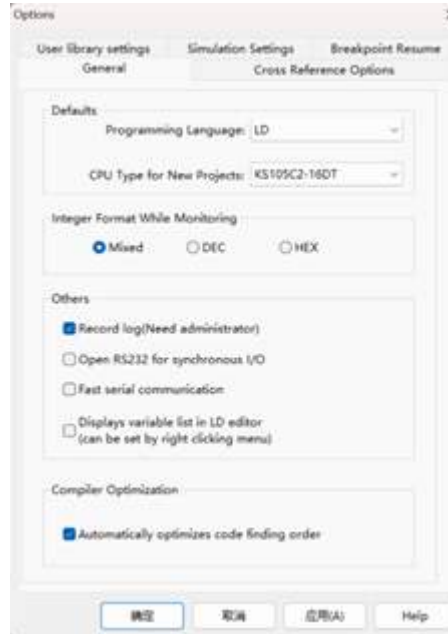 Options
User library settings
Simulation Settings
Breakpoint Resume
General
Cross Reference Options
Defaults
Programming Language: LD
CPU Type for New Projects: KS105C2-16DT
Integer Format While Monitoring
Mixed
DEC
HEX
Others
Record log(Need administrator)
Open RS232 for synchronous I/O
Fast serial communication
Displays variable list in LD editor
(can be set by right clicking menu)
Compiler Optimization
Automatically optimizes code finding order
确定
取消
应用(A)
Help